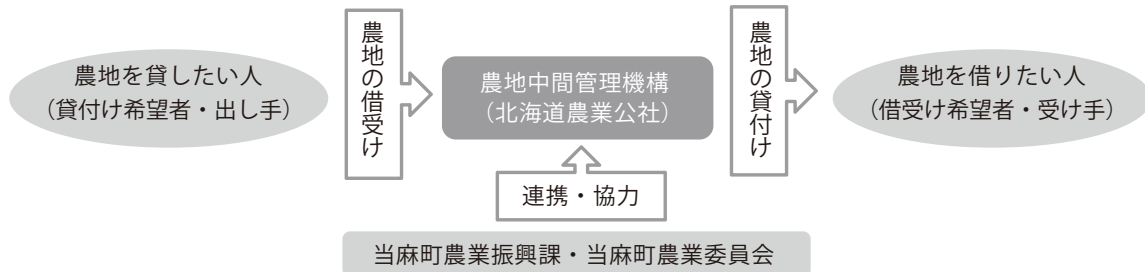 農地を貸したい人
（貸付け希望者・出し手）
農地の借受け
農地中間管理機構
（北海道農業公社）
農地の貸付け
農地を借りたい人
（借受け希望者・受け手）
連携・協力
当麻町農業振興課・当麻町農業委員会